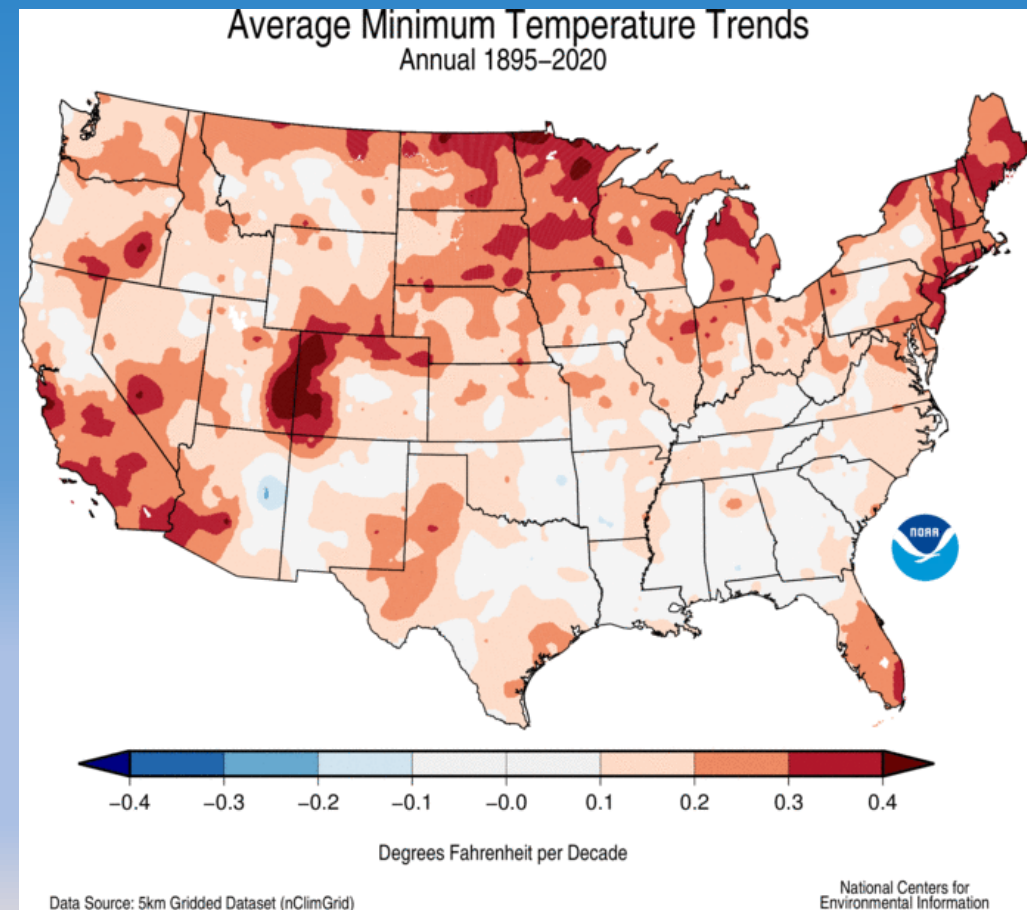 Average Minimum Temperature Trends
Annual 1895–2020
NOAA
−0.4 −0.3 −0.2 −0.1 −0.0 0.1 0.2 0.3 0.4
Degrees Fahrenheit per Decade
Data Source: 5km Gridded Dataset (nClimGrid)
National Centers for
Environmental Information